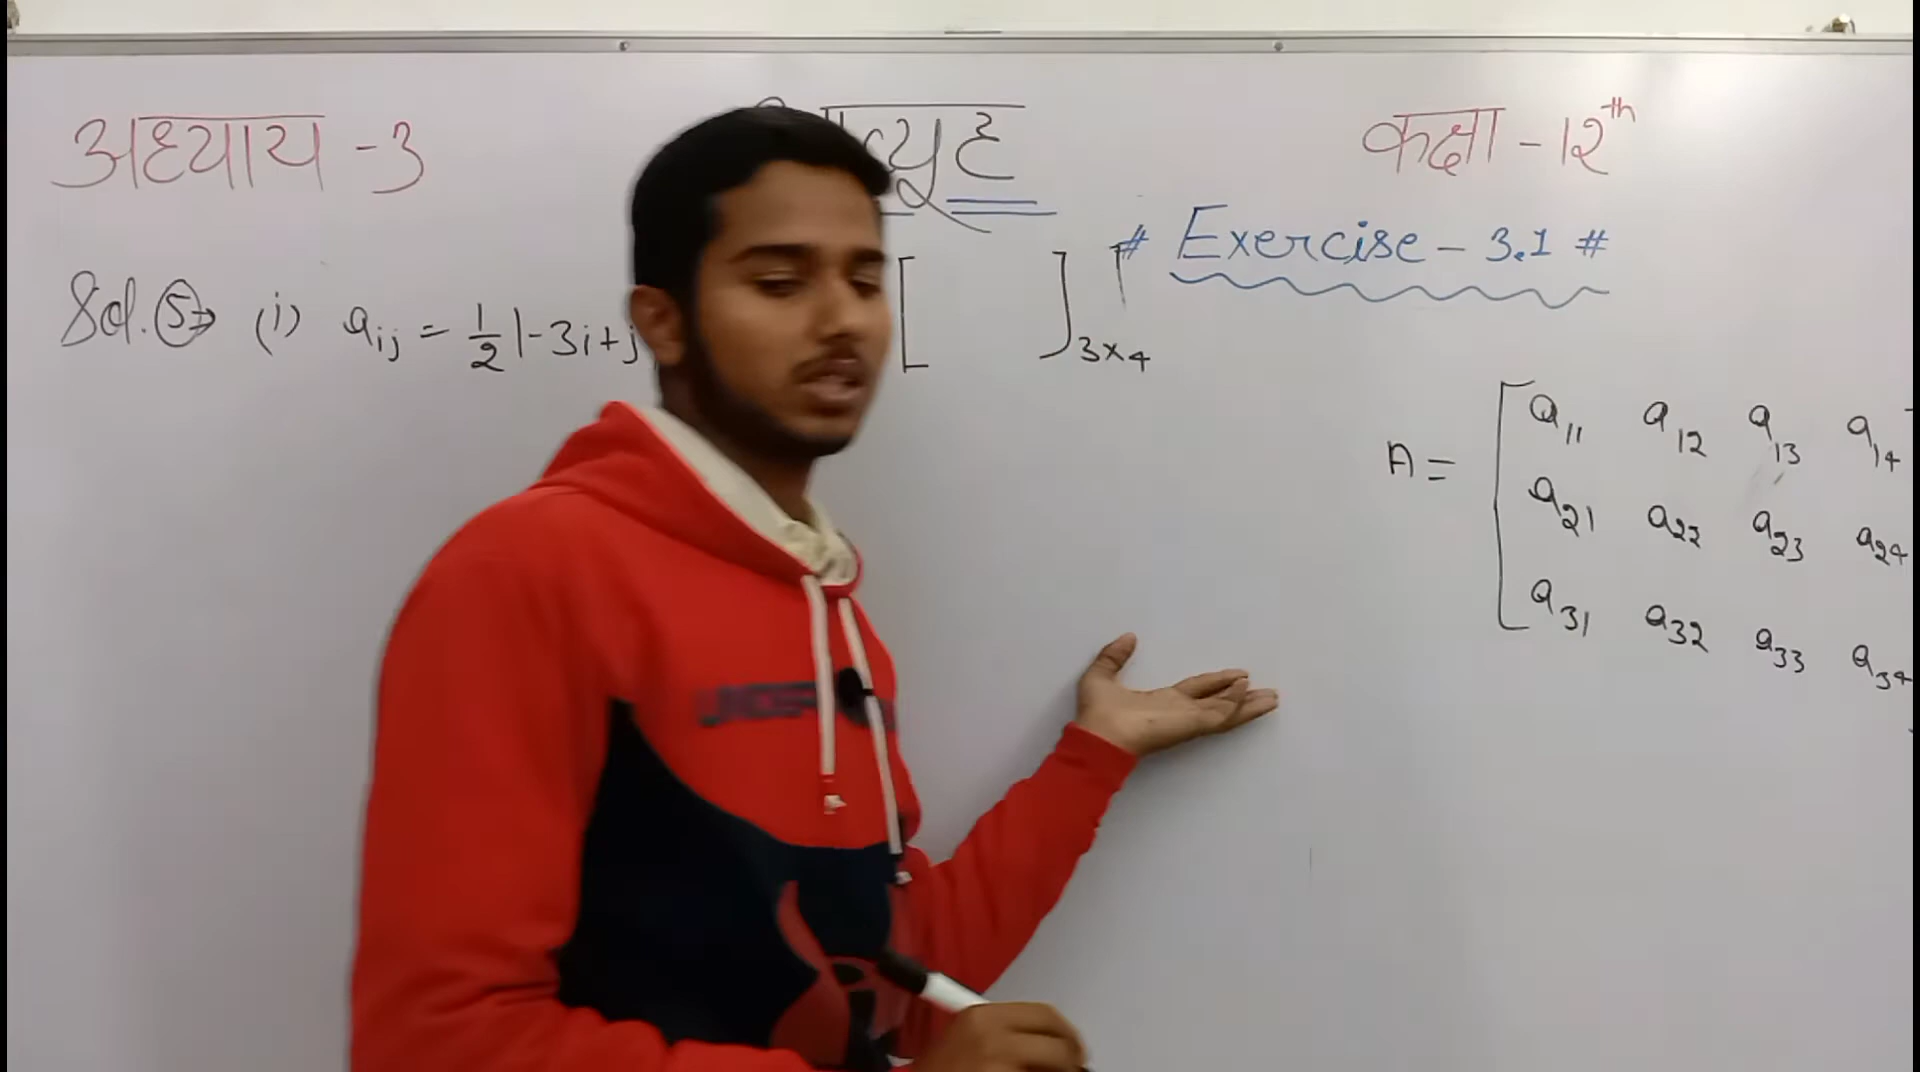 अध्याय -3
कक्षा -12th
# Exercise - 3.1 #
Sol. 5 → (i) aij = 1/2 |-3i+j
[ ]3x4
A = [ a11 a12 a13 a14
a21 a22 a23 a24
a31 a32 a33 a34